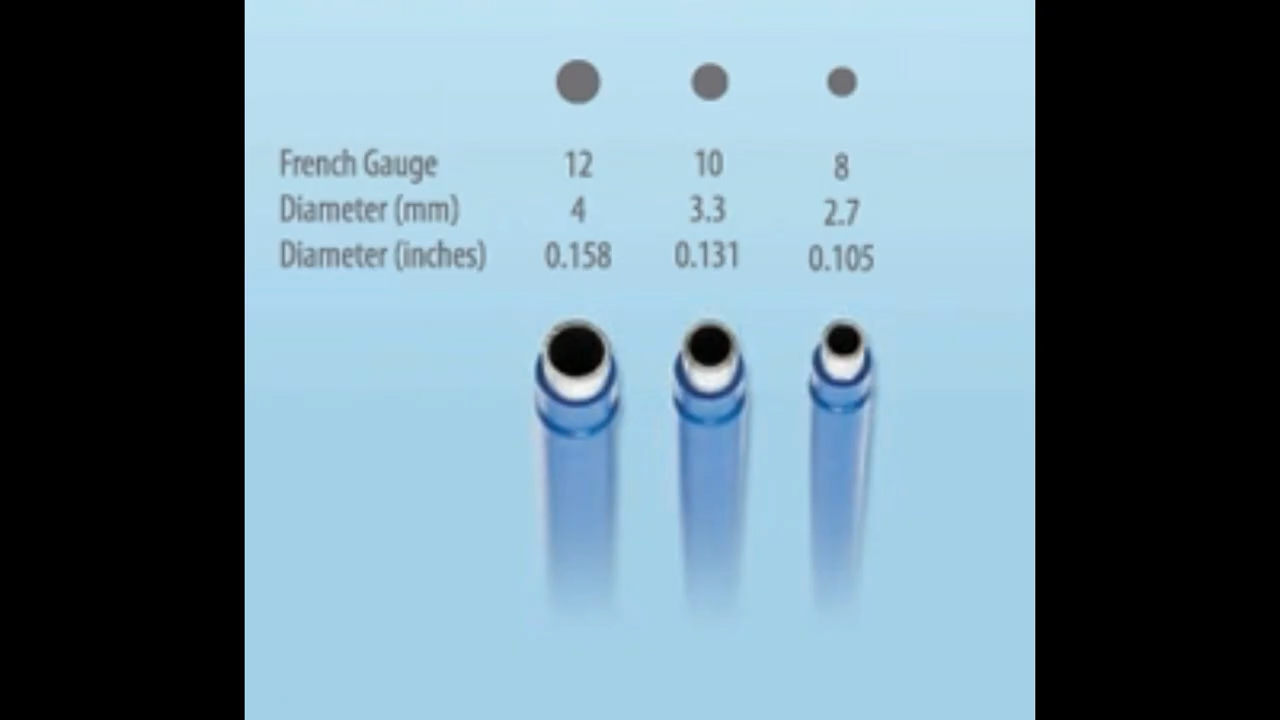 French Gauge 12 10 8
Diameter (mm) 4 3.3 2.7
Diameter (inches) 0.158 0.131 0.105